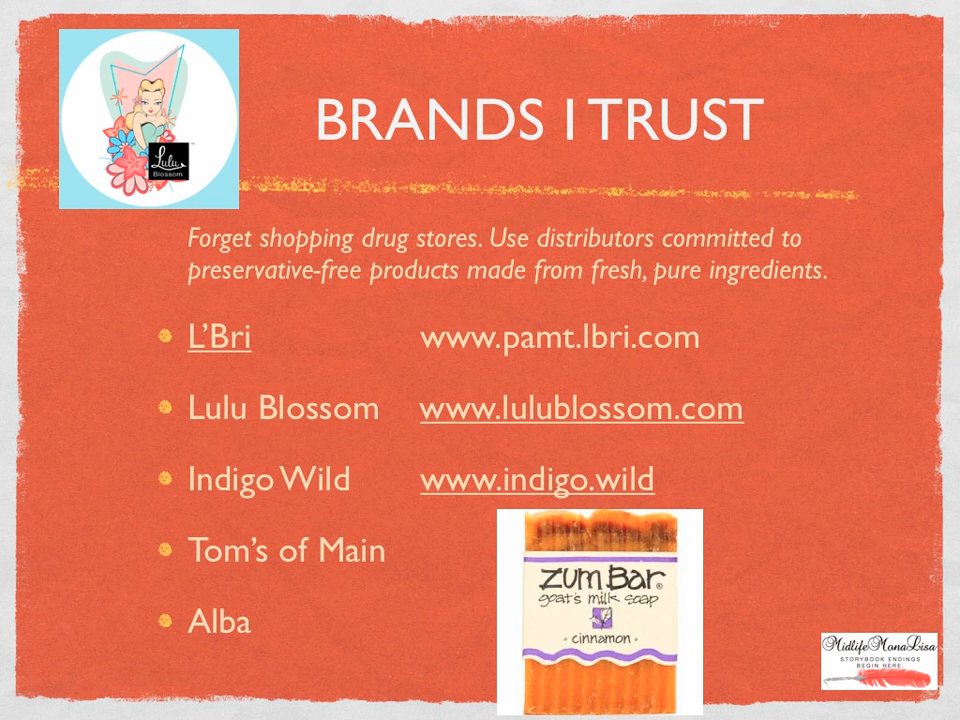 Lulu
Blossom
BRANDS I TRUST
Forget shopping drug stores. Use distributors committed to
preservative-free products made from fresh, pure ingredients.
L’Bri www.pamt.lbri.com
Lulu Blossom www.lulublossom.com
Indigo Wild www.indigo.wild
Tom’s of Main
Alba
ZUM BAR®
goat's milk soap
• cinnamon •
MidlifeMonaLisa
STORYBOOK ENDINGS
BEGIN HERE.